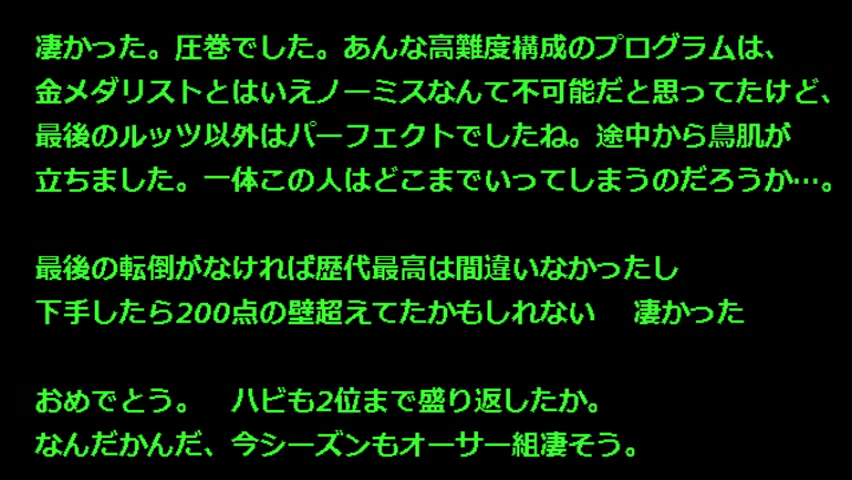 凄かった。圧巻でした。あんな高難度構成のプログラムは、
金メダリストとはいえノーミスなんて不可能だと思ってたけど、
最後のルッツ以外はパーフェクトでしたね。途中から鳥肌が
立ちました。一体この人はどこまでいってしまうのだろうか…。
最後の転倒がなければ歴代最高は間違いなかったし
下手したら200点の壁超えてたかもしれない　凄かった
おめでとう。　ハビも2位まで盛り返したか。
なんだかんだ、今シーズンもオーサー組凄そう。